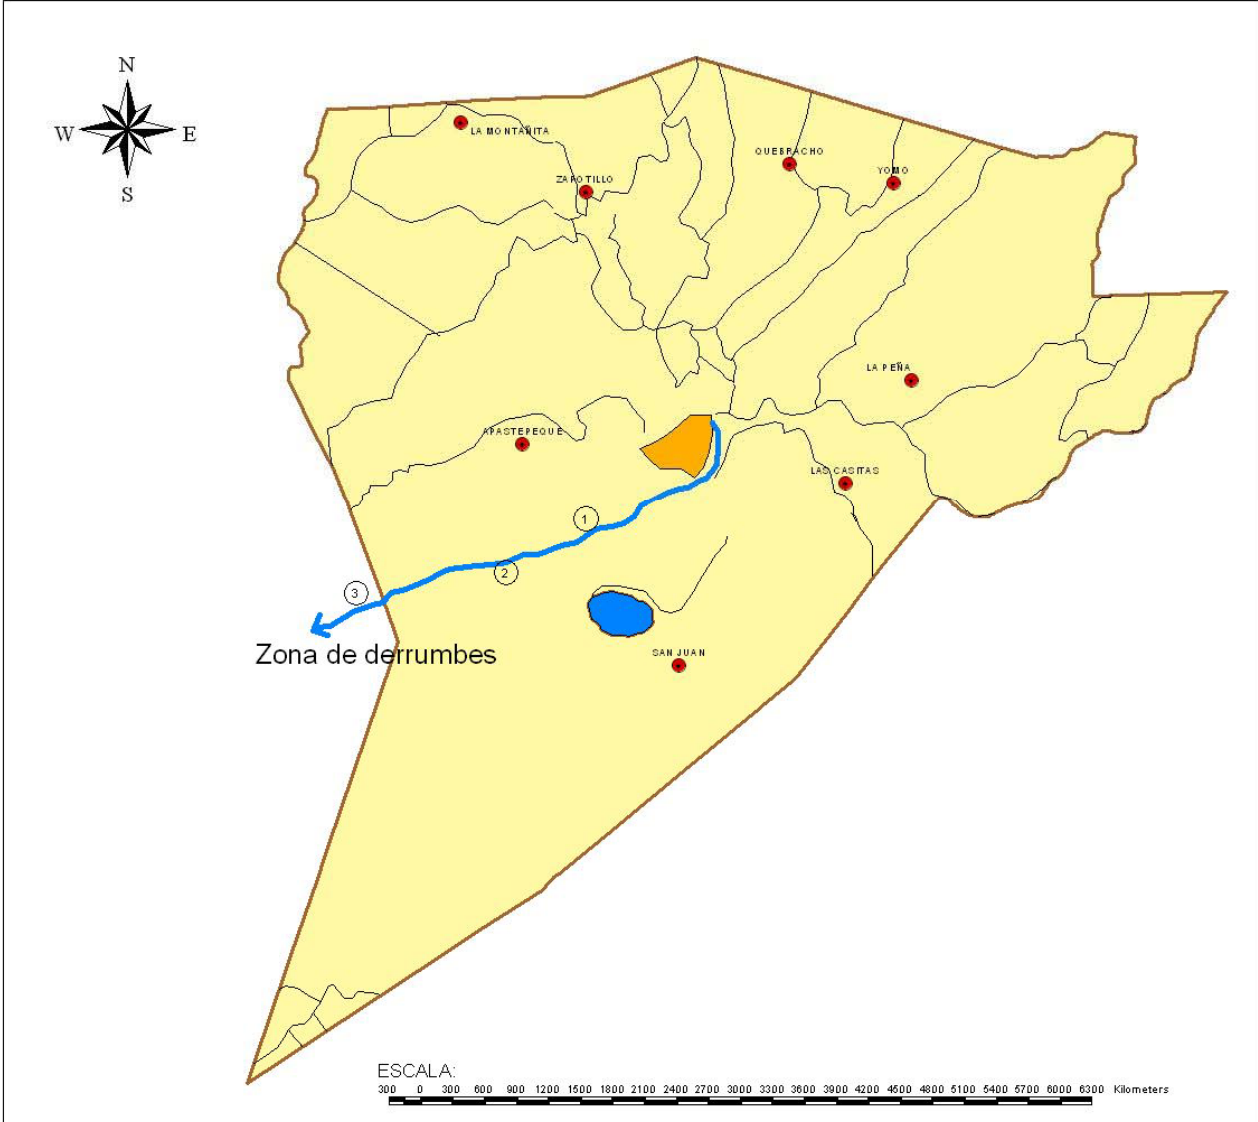 N
W E
S
LA MONTAÑITA
QUEBRACHO
YOMO
ZAPOTILLO
LA PEÑA
APASTEPEQUE
LAS CASITAS
1
2
3
Zona de derrumbes
SAN JUAN
ESCALA:
300 0 300 600 900 1200 1500 1800 2100 2400 2700 3000 3300 3600 3900 4200 4500 4800 5100 5400 5700 6000 6300 Kilometers